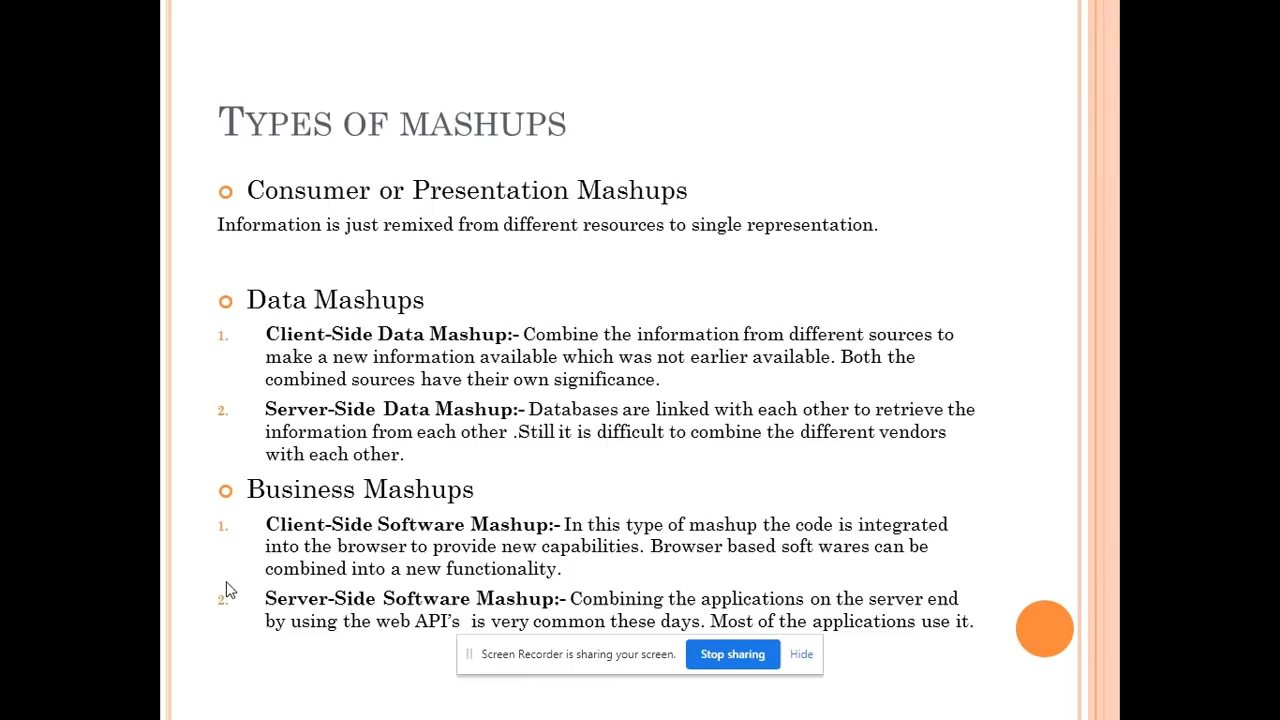 TYPES OF MASHUPS
Consumer or Presentation Mashups
Information is just remixed from different resources to single representation.
Data Mashups
1. Client-Side Data Mashup:- Combine the information from different sources to
make a new information available which was not earlier available. Both the
combined sources have their own significance.
2. Server-Side Data Mashup:- Databases are linked with each other to retrieve the
information from each other .Still it is difficult to combine the different vendors
with each other.
Business Mashups
1. Client-Side Software Mashup:- In this type of mashup the code is integrated
into the browser to provide new capabilities. Browser based soft wares can be
combined into a new functionality.
2. Server-Side Software Mashup:- Combining the applications on the server end
by using the web API's is very common these days. Most of the applications use it.
Screen Recorder is sharing your screen. Stop sharing Hide